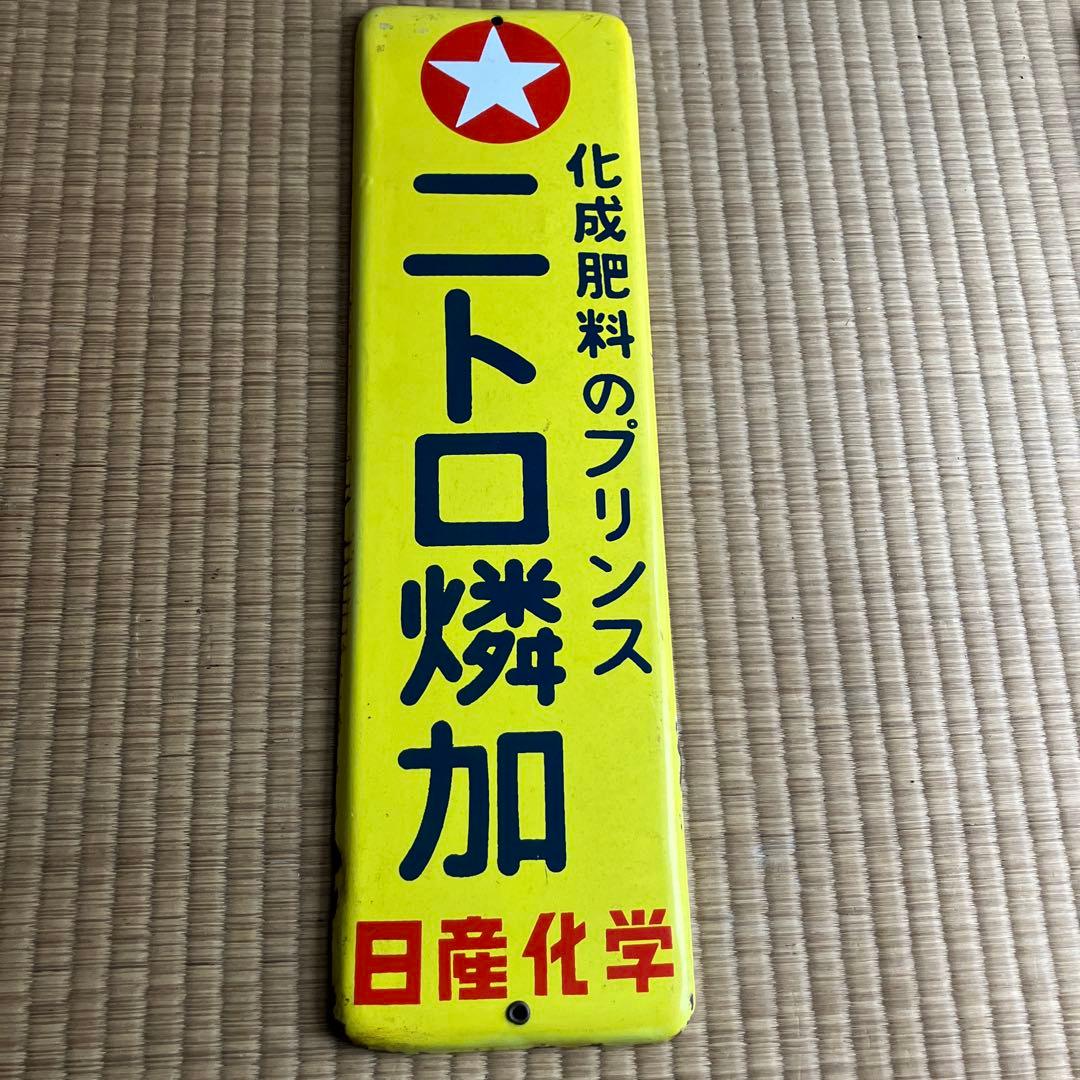 化成肥料のプリンス
ニトロ燐加
日産化学